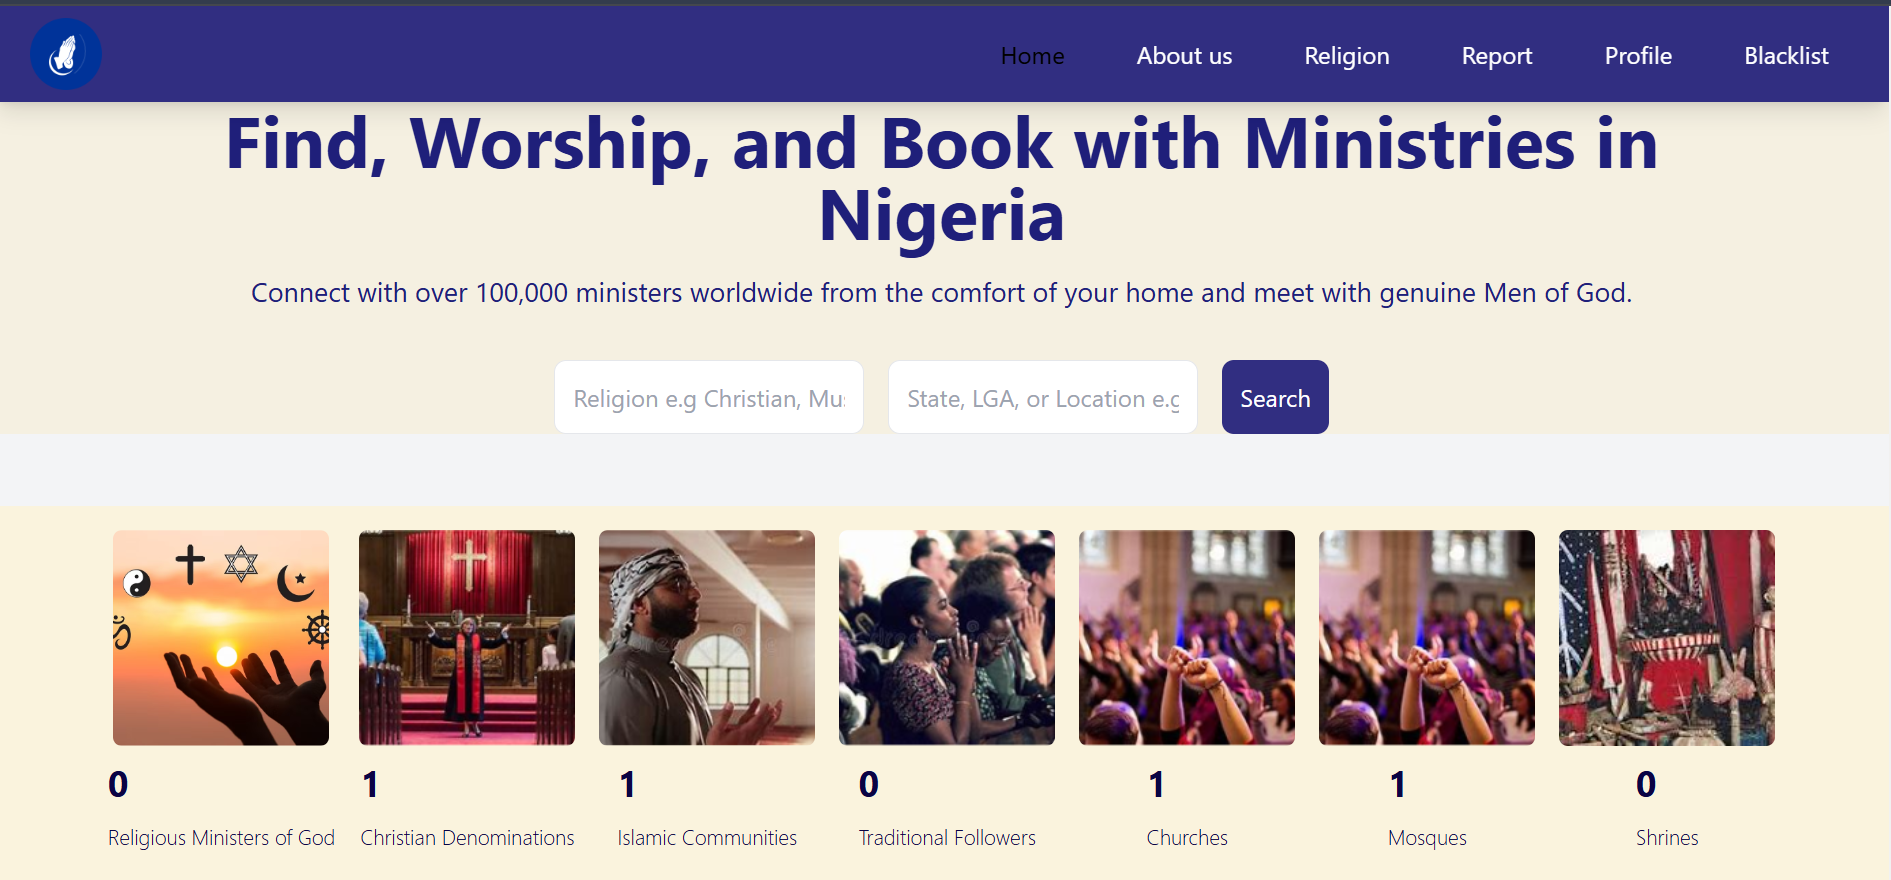 Home
About us
Religion
Report
Profile
Blacklist
Find, Worship, and Book with Ministries in
Nigeria
Connect with over 100,000 ministers worldwide from the comfort of your home and meet with genuine Men of God.
Religion e.g Christian,
State, LGA, or Location e.g
Search
0
Religious Ministers of God
1
Christian Denominations
1
Islamic Communities
0
Traditional Followers
1
Churches
1
Mosques
0
Shrines